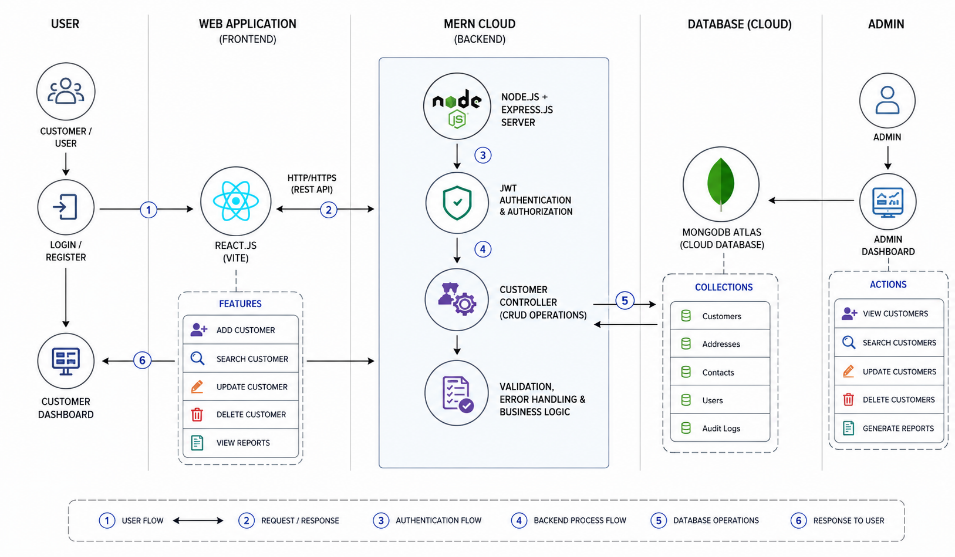 USER
WEB APPLICATION
(FRONTEND)
MERN CLOUD
(BACKEND)
DATABASE (CLOUD)
ADMIN
CUSTOMER /
USER
LOGIN /
REGISTER
CUSTOMER
DASHBOARD
1
6
REACT.JS
(VITE)
FEATURES
ADD CUSTOMER
SEARCH CUSTOMER
UPDATE CUSTOMER
DELETE CUSTOMER
VIEW REPORTS
HTTP/HTTPS
(REST API)
2
node
JS
NODE.JS +
EXPRESS.JS
SERVER
3
JWT
AUTHENTICATION
& AUTHORIZATION
4
CUSTOMER
CONTROLLER
(CRUD OPERATIONS)
VALIDATION,
ERROR HANDLING &
BUSINESS LOGIC
5
MONGODB ATLAS
(CLOUD DATABASE)
COLLECTIONS
Customers
Addresses
Contacts
Users
Audit Logs
ADMIN
ADMIN
DASHBOARD
ACTIONS
VIEW CUSTOMERS
SEARCH CUSTOMERS
UPDATE CUSTOMERS
DELETE CUSTOMERS
GENERATE REPORTS
1 USER FLOW
2 REQUEST / RESPONSE
3 AUTHENTICATION FLOW
4 BACKEND PROCESS FLOW
5 DATABASE OPERATIONS
6 RESPONSE TO USER